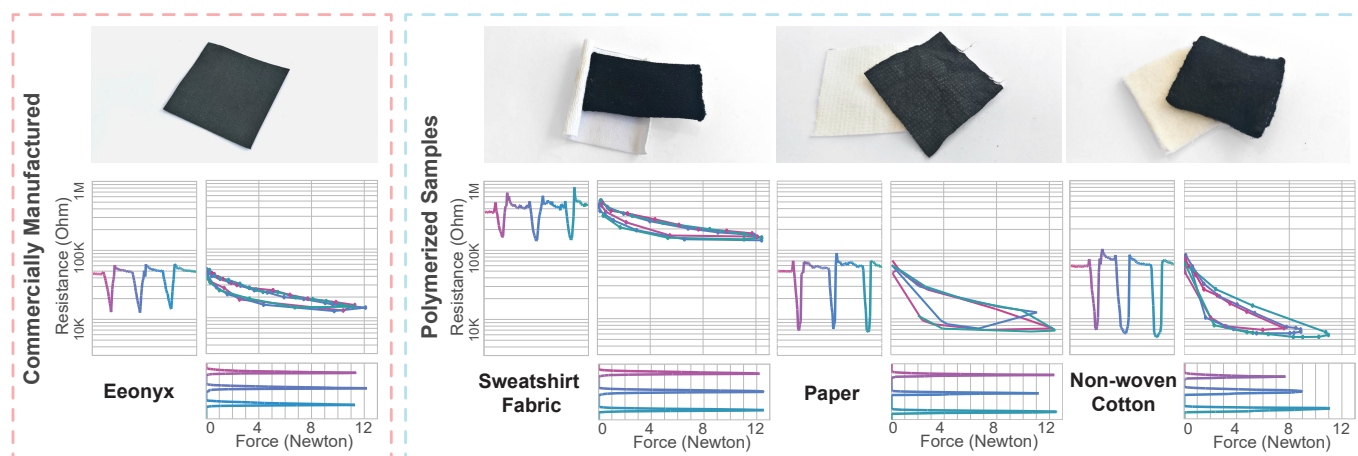 Commercially Manufactured
Resistance (Ohm)
1M
100K
10K
Eeonyx
0 4 8 12
Force (Newton)
Polymerized Samples
Resistance (Ohm)
1M
100K
10K
Sweatshirt
Fabric
0 4 8 12
Force (Newton)
Paper
0 4 8 12
Force (Newton)
Non-woven
Cotton
0 4 8 12
Force (Newton)